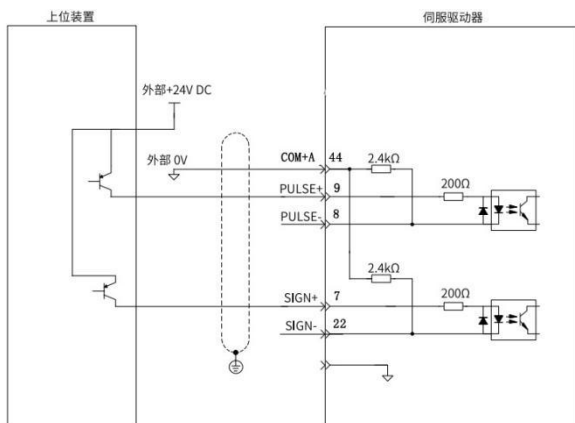 上位装置
伺服驱动器
外部+24V DC
外部 0V
COM+A 44
2.4kΩ
PULSE+ 9
200Ω
PULSE- 8
2.4kΩ
SIGN+ 7
200Ω
SIGN- 22